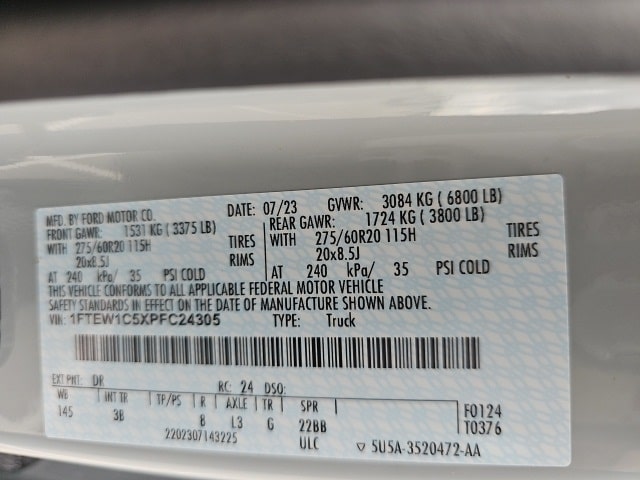 MFD. BY FORD MOTOR CO. DATE: 07/23 GVWR: 3084 KG ( 6800 LB)
FRONT GAWR: 1531 KG ( 3375 LB) REAR GAWR: 1724 KG ( 3800 LB)
WITH 275/60R20 115H TIRES WITH 275/60R20 115H TIRES
20x8.5J RIMS 20x8.5J RIMS
AT 240 kPa/ 35 PSI COLD AT 240 kPa/ 35 PSI COLD
THIS VEHICLE CONFORMS TO ALL APPLICABLE FEDERAL MOTOR VEHICLE
SAFETY STANDARDS IN EFFECT ON THE DATE OF MANUFACTURE SHOWN ABOVE.
VIN: 1FTEW1C5XPFC24305 TYPE: Truck
EXT PNT: DR RC: 24 DSO:
WB INT TR TP/PS R AXLE TR SPR F0124
145 3B B L3 G 22BB T0376
2202307143225 ULC 5U5A-3520472-AA